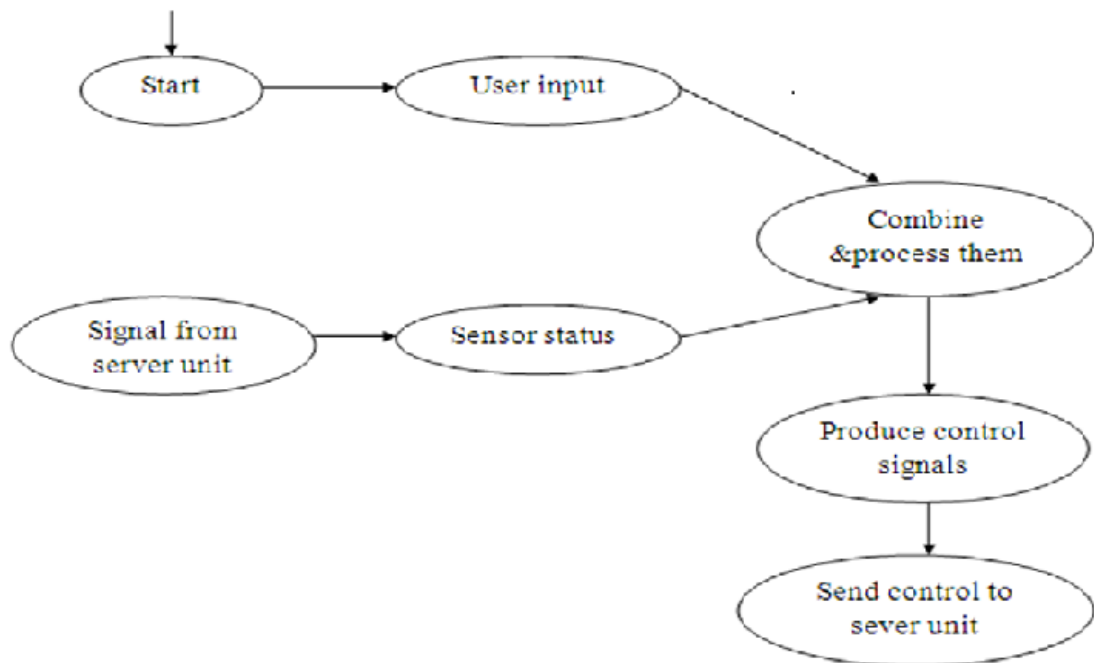 Start
User input
Combine
&process them
Signal from
server unit
Sensor status
Produce control
signals
Send control to
sever unit